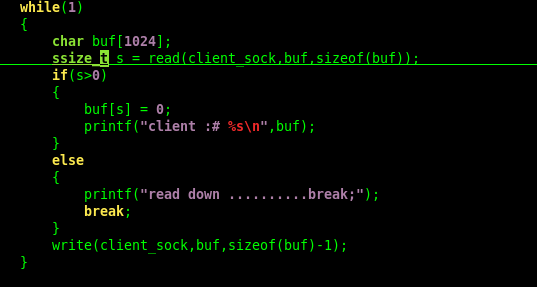 while(1)
{
    char buf[1024];
    ssize_t s = read(client_sock,buf,sizeof(buf));
    if(s>0)
    {
        buf[s] = 0;
        printf("client :# %s\n",buf);
    }
    else
    {
        printf("read down ..........break;");
        break;
    }
    write(client_sock,buf,sizeof(buf)-1);
}